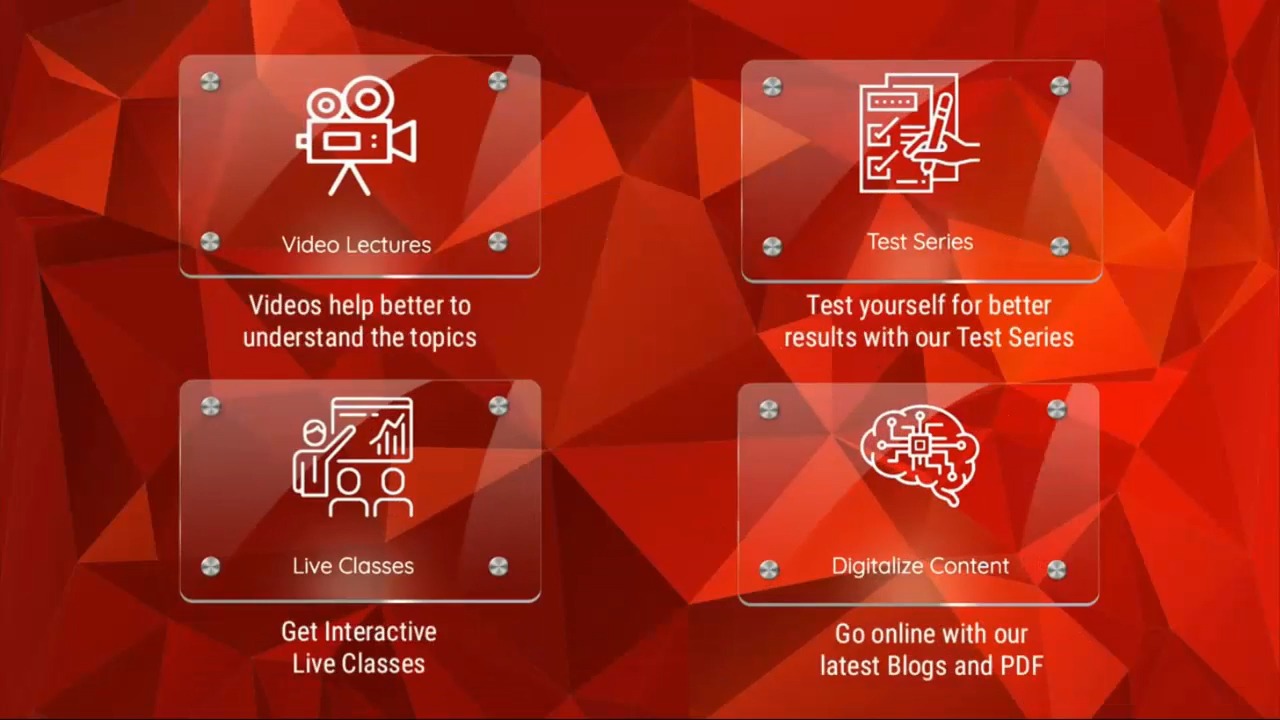 Video Lectures
Videos help better to
understand the topics
Test Series
Test yourself for better
results with our Test Series
Live Classes
Get Interactive
Live Classes
Digitalize Content
Go online with our
latest Blogs and PDF